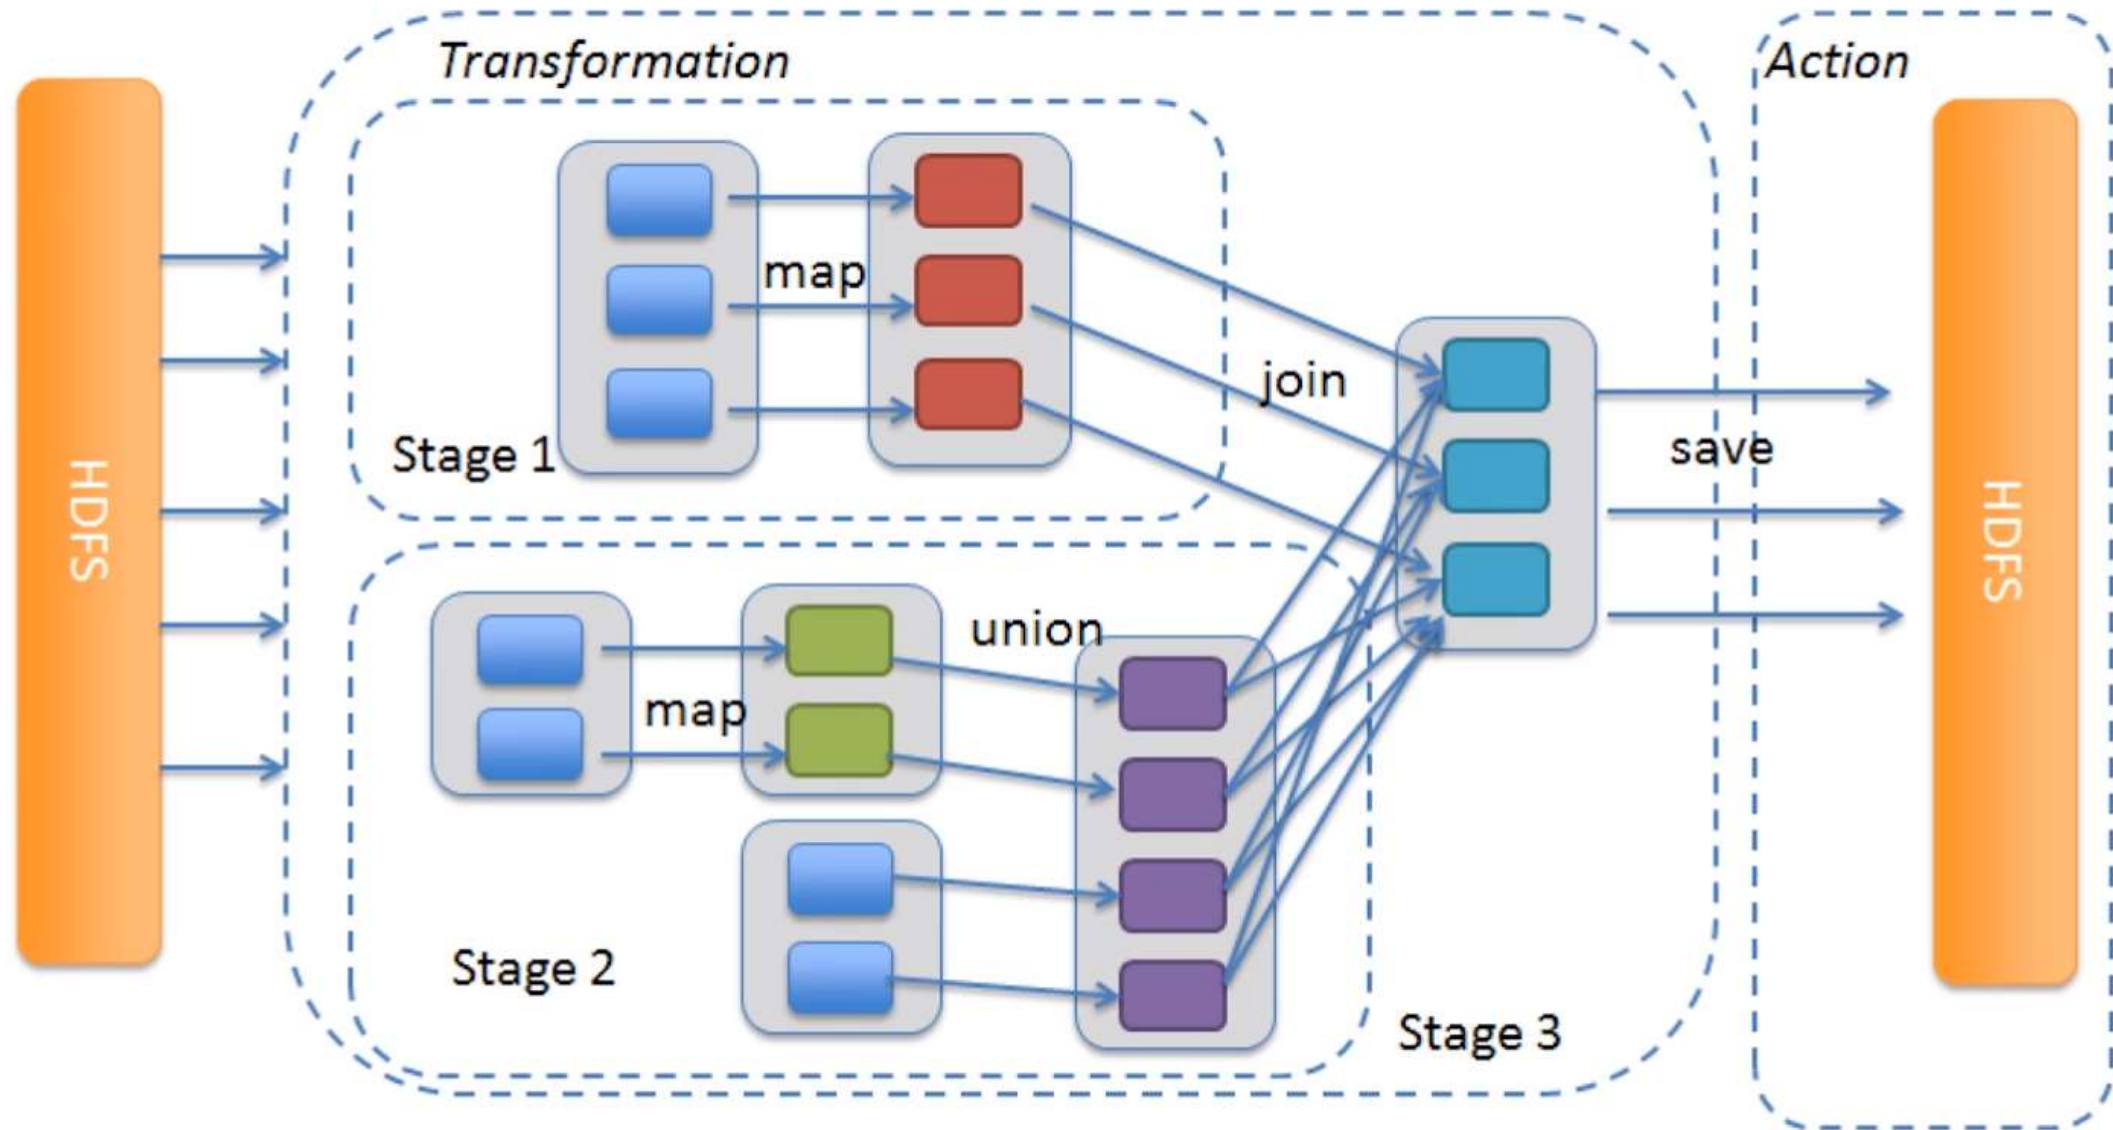 Transformation
Action
HDFS
map
Stage 1
join
save
HDFS
union
map
Stage 2
Stage 3